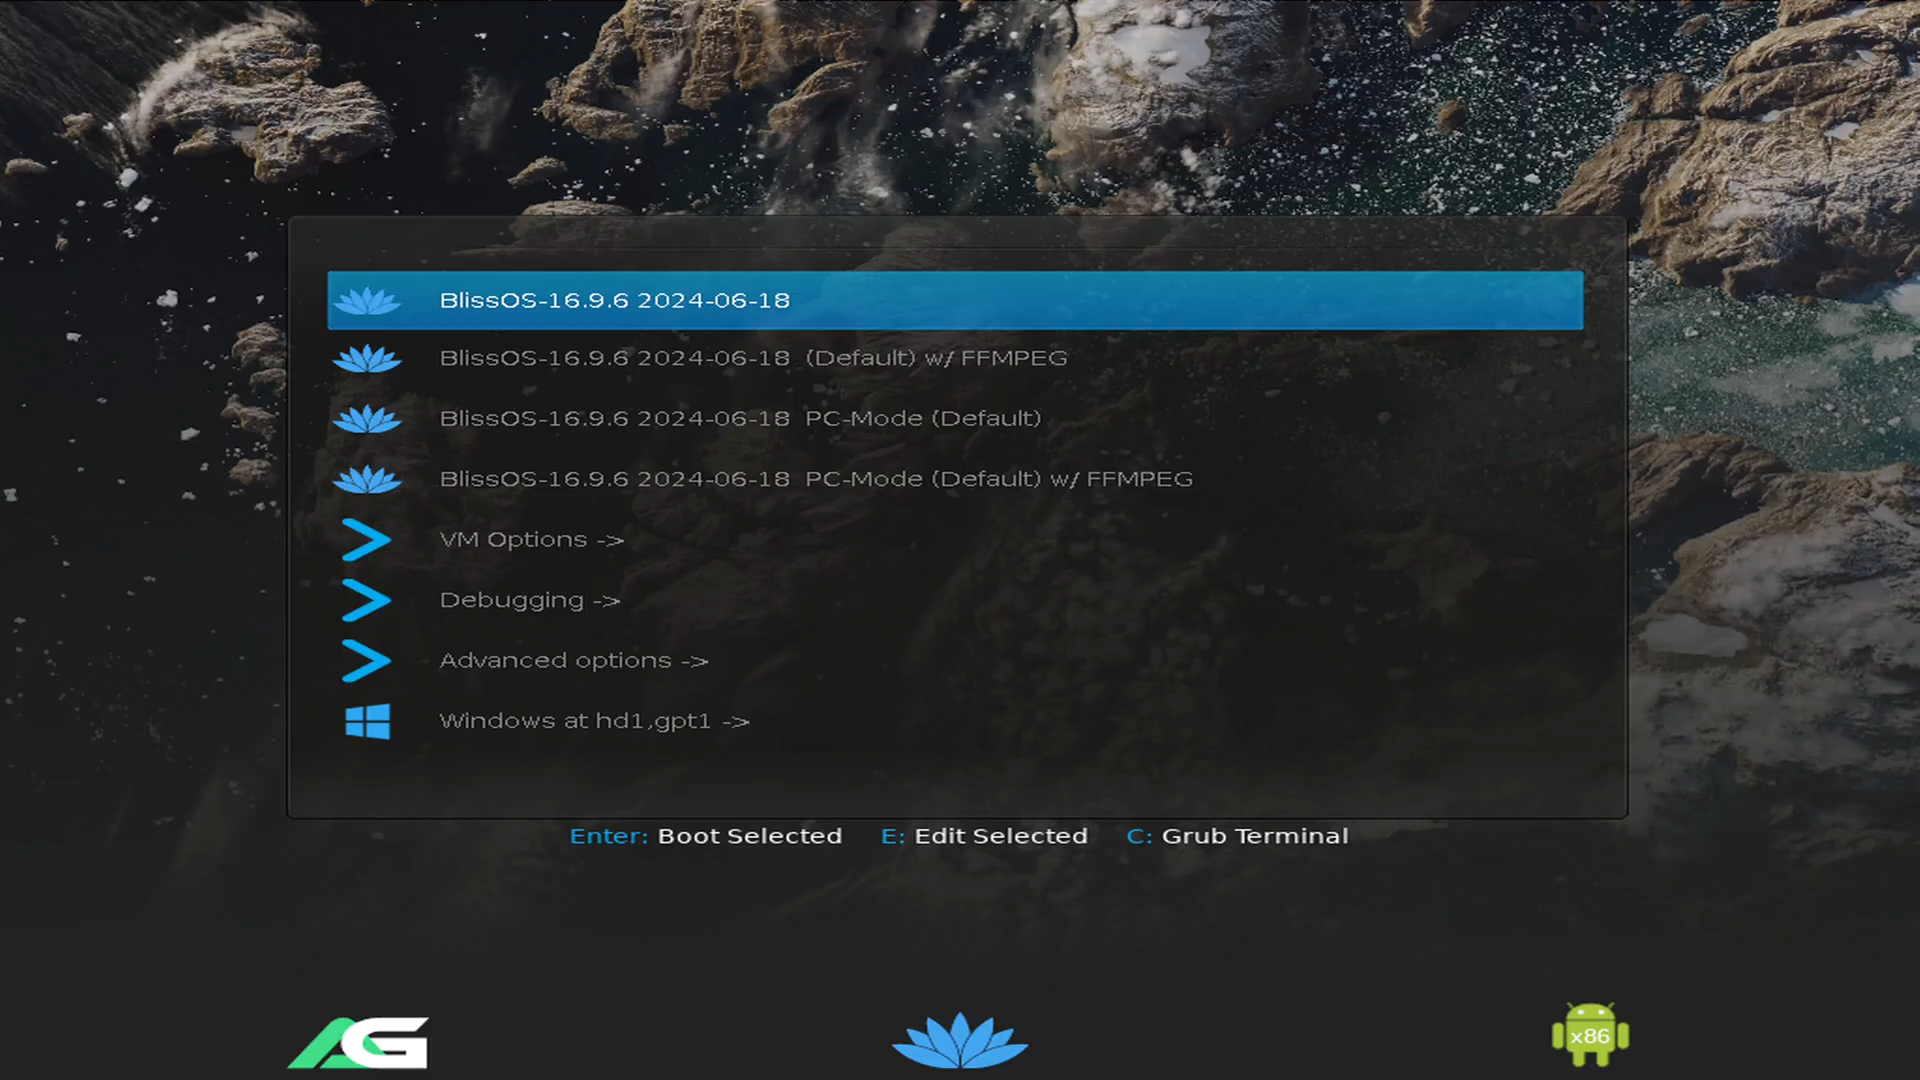 BlissOS-16.9.6 2024-06-18
BlissOS-16.9.6 2024-06-18 (Default) w/ FFMPEG
BlissOS-16.9.6 2024-06-18 PC-Mode (Default)
BlissOS-16.9.6 2024-06-18 PC-Mode (Default) w/ FFMPEG
VM Options ->
Debugging ->
Advanced options ->
Windows at hd1,gpt1 ->
Enter: Boot Selected E: Edit Selected C: Grub Terminal
AG x86